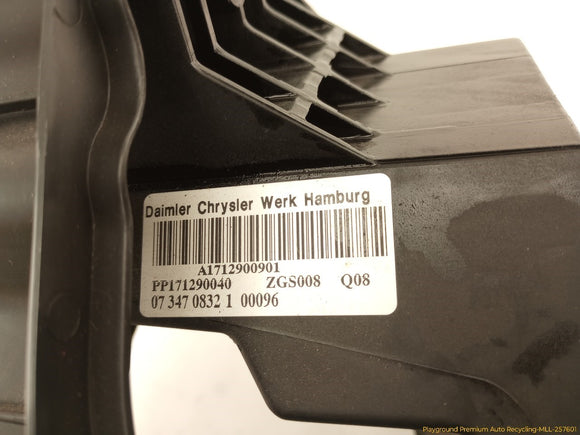 Daimler Chrysler Werk Hamburg
A1712900901
PP171290040 ZGS008 Q08
07 347 0832 1 00096
Playground Premium Auto Recycling-MLL-257601